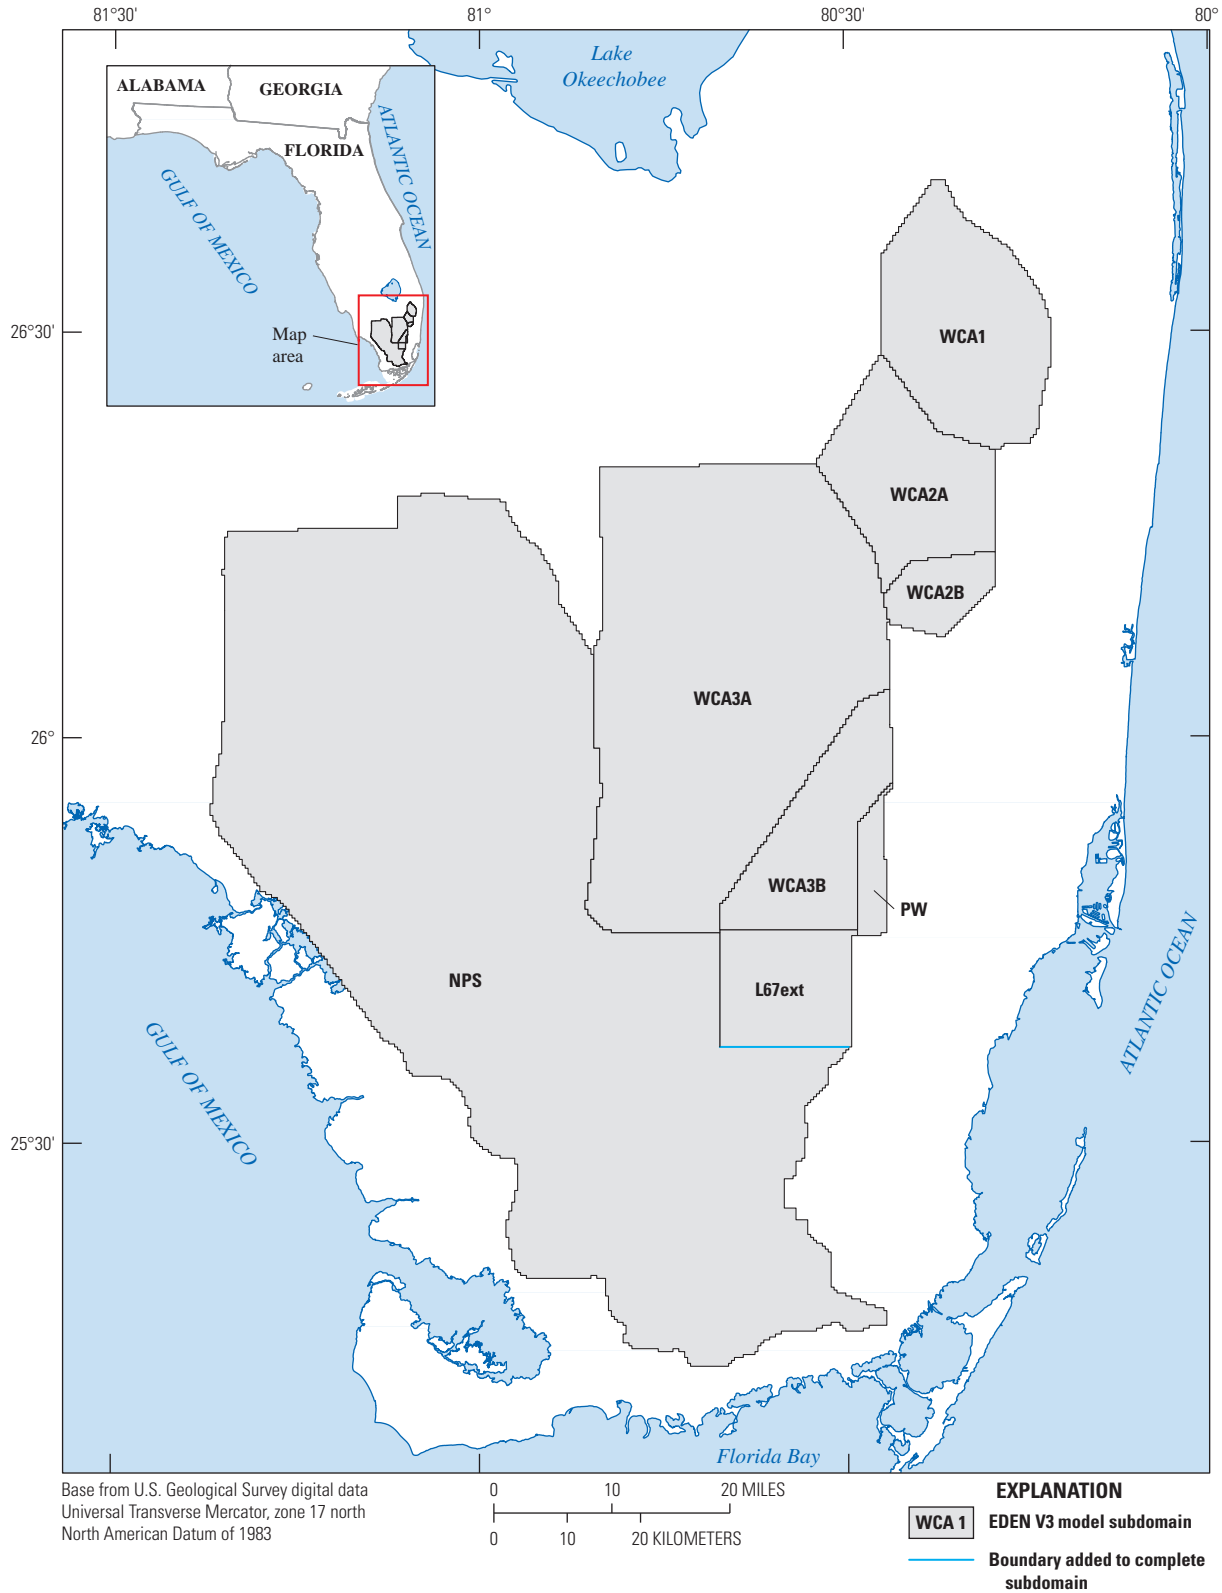 81°30'
81°
80°30'
80°
Lake
Okeechobee
ALABAMA
GEORGIA
FLORIDA
ATLANTIC OCEAN
GULF OF MEXICO
Map
area
26°30'
WCA1
WCA2A
WCA2B
WCA3A
26°
WCA3B
PW
NPS
L67ext
ATLANTIC OCEAN
GULF OF MEXICO
25°30'
Florida Bay
Base from U.S. Geological Survey digital data
Universal Transverse Mercator, zone 17 north
North American Datum of 1983
0 10 20 MILES
0 10 20 KILOMETERS
EXPLANATION
WCA 1 EDEN V3 model subdomain
Boundary added to complete
subdomain